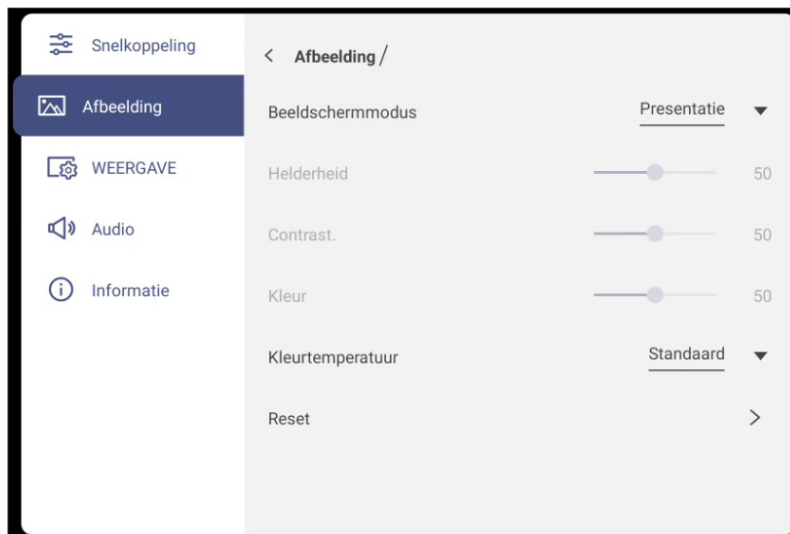 Snelkoppeling
Afbeelding
WEERGAVE
Audio
Informatie
< Afbeelding /
Beeldschermmodus Presentatie
Helderheid 50
Contrast. 50
Kleur 50
Kleurtemperatuur Standaard
Reset >